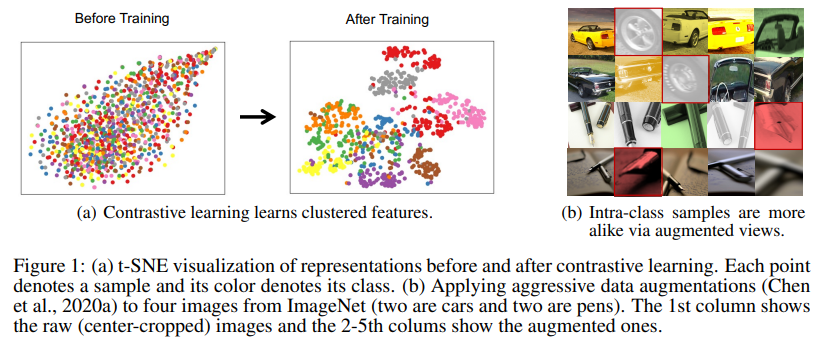 Before Training
After Training
(a) Contrastive learning learns clustered features.
(b) Intra-class samples are more
alike via augmented views.
Figure 1: (a) t-SNE visualization of representations before and after contrastive learning. Each point
denotes a sample and its color denotes its class. (b) Applying aggressive data augmentations (Chen
et al., 2020a) to four images from ImageNet (two are cars and two are pens). The 1st column shows
the raw (center-cropped) images and the 2-5th colums show the augmented ones.